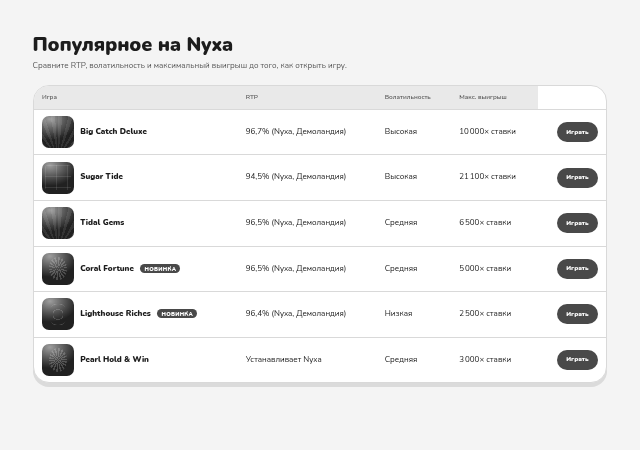 Популярное на Nyxa
Сравните RTP, волатильность и максимальный выигрыш до того, как открыть игру.
Игра RTP Волатильность Макс. выигрыш
Big Catch Deluxe 96,7% (Nyxa, Демоландия) Высокая 10 000× ставки Играть
Sugar Tide 94,5% (Nyxa, Демоландия) Высокая 21 100× ставки Играть
Tidal Gems 96,5% (Nyxa, Демоландия) Средняя 6 500× ставки Играть
Coral Fortune НОВИНКА 96,5% (Nyxa, Демоландия) Средняя 5 000× ставки Играть
Lighthouse Riches НОВИНКА 96,4% (Nyxa, Демоландия) Низкая 2 500× ставки Играть
Pearl Hold & Win Устанавливает Nyxa Средняя 3 000× ставки Играть